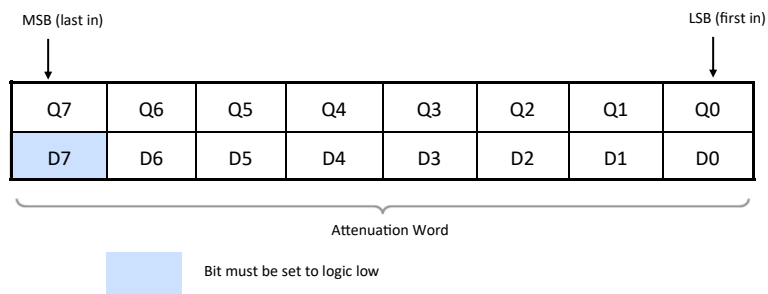 MSB (last in) LSB (first in)
Q7 Q6 Q5 Q4 Q3 Q2 Q1 Q0
D7 D6 D5 D4 D3 D2 D1 D0
Attenuation Word
Bit must be set to logic low